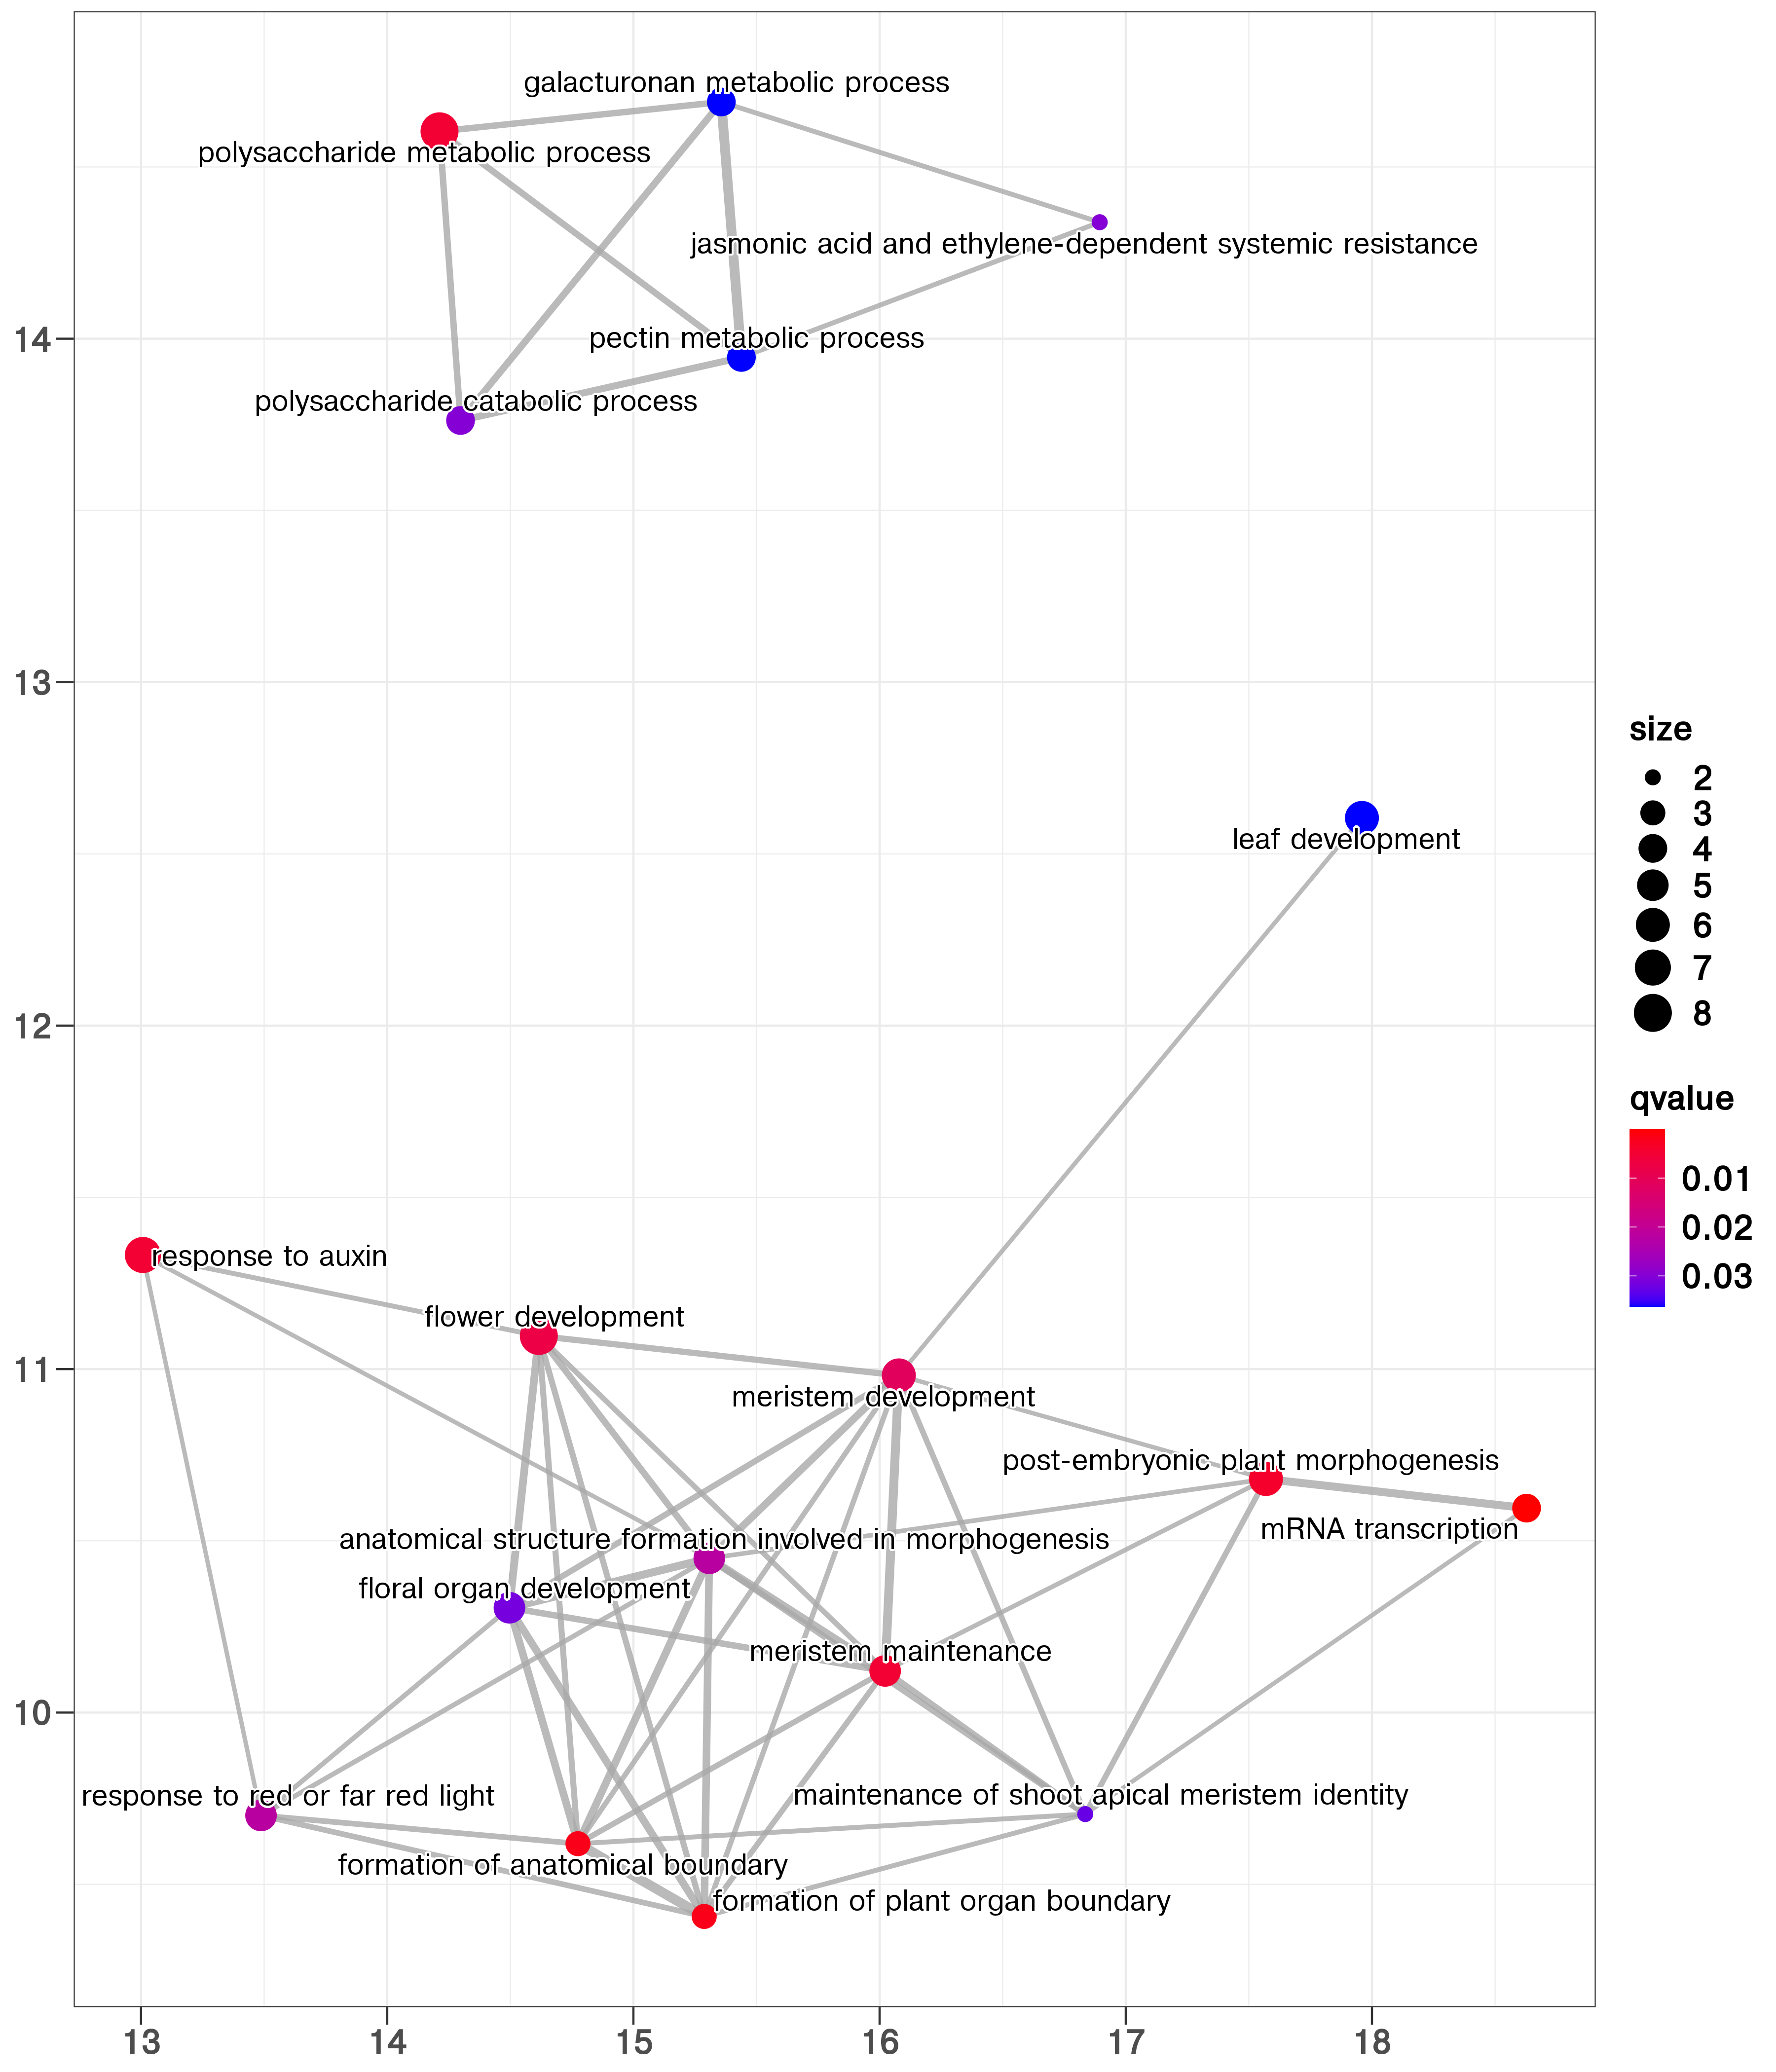 galacturonan metabolic process
polysaccharide metabolic process
jasmonic acid and ethylene-dependent systemic resistance
pectin metabolic process
polysaccharide catabolic process
leaf development
response to auxin
flower development
meristem development
post-embryonic plant morphogenesis
mRNA transcription
anatomical structure formation involved in morphogenesis
floral organ development
meristem maintenance
response to red or far red light
maintenance of shoot apical meristem identity
formation of anatomical boundary
formation of plant organ boundary
14
13
12
11
10
13 14 15 16 17 18
size
2
3
4
5
6
7
8
qvalue
0.01
0.02
0.03